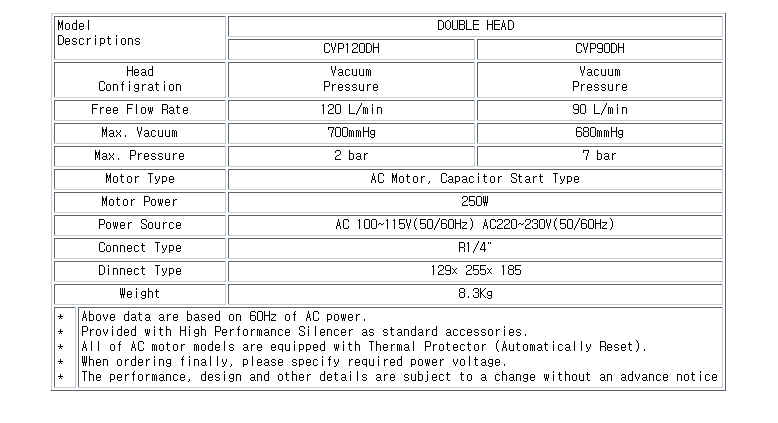 Model
Descriptions
DOUBLE HEAD
CVP120DH
CVP90DH
Head
Configration
Vacuum
Pressure
Vacuum
Pressure
Free Flow Rate
120 L/min
90 L/min
Max. Vacuum
700mmHg
680mmHg
Max. Pressure
2 bar
7 bar
Motor Type
AC Motor, Capacitor Start Type
Motor Power
250W
Power Source
AC 100~115V(50/60Hz) AC220~230V(50/60Hz)
Connect Type
R1/4"
Dinnect Type
129× 255× 185
Weight
8.3Kg
* Above data are based on 60Hz of AC power.
* Provided with High Performance Silencer as standard accessories.
* All of AC motor models are equipped with Thermal Protector (Automatically Reset).
* When ordering finally, please specify required power voltage.
* The performance, design and other details are subject to a change without an advance notice